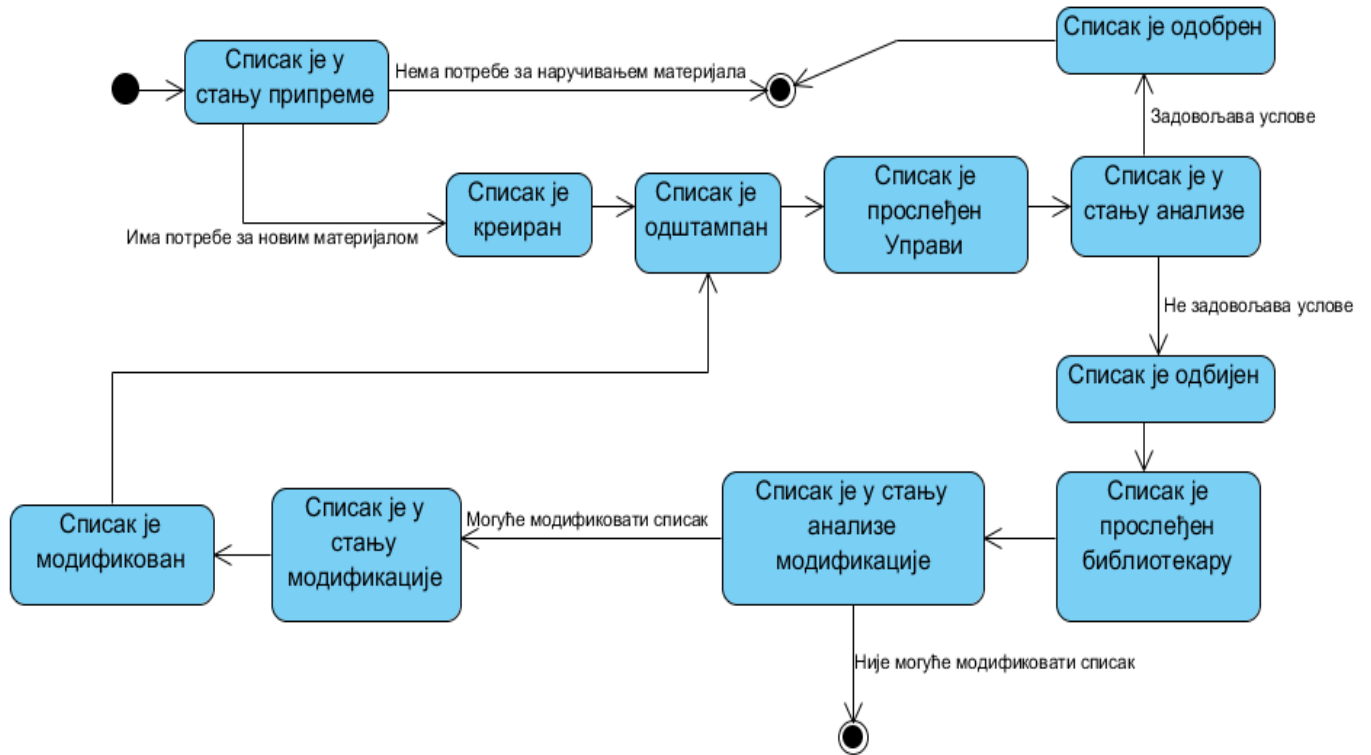 Списак је у
стању припреме
Нема потребе за наручивањем материјала
Списак је одобрен
Задовољава услове
Има потребе за новим материјалом
Списак је
креиран
Списак је
одштампан
Списак је
прослеђен
Управи
Списак је у
стању анализе
Не задовољава услове
Списак је одбијен
Списак је
прослеђен
библиотекару
Списак је у стању
анализе
модификације
Могуће модификовати списак
Списак је у
стању
модификације
Списак је
модификован
Није могуће модификовати списак